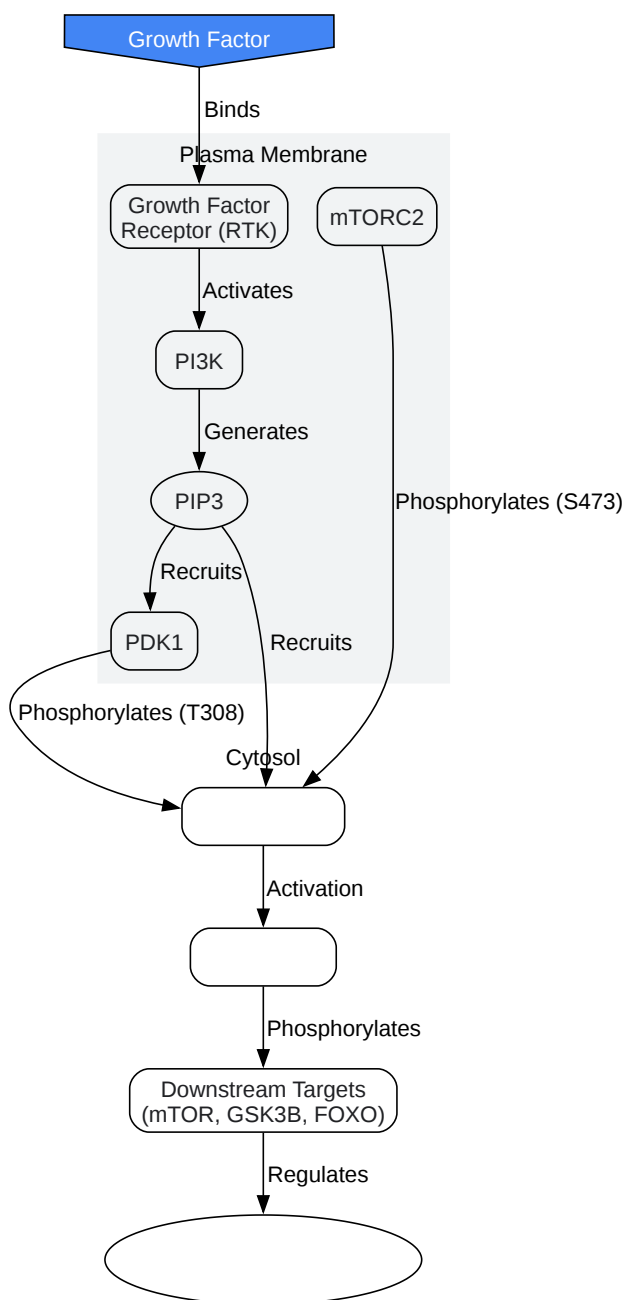 Growth Factor
Binds
Plasma Membrane
Growth Factor
Receptor (RTK)
mTORC2
Activates
PI3K
Generates
PIP3
Phosphorylates (S473)
Recruits
PDK1
Recruits
Phosphorylates (T308)
Cytosol
Activation
Phosphorylates
Downstream Targets
(mTOR, GSK3B, FOXO)
Regulates